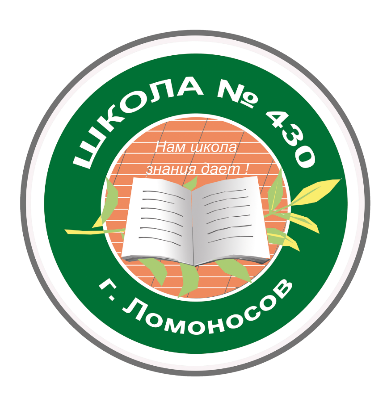 ШКОЛА № 430
Нам школа
знания дает !
г. Ломоносов